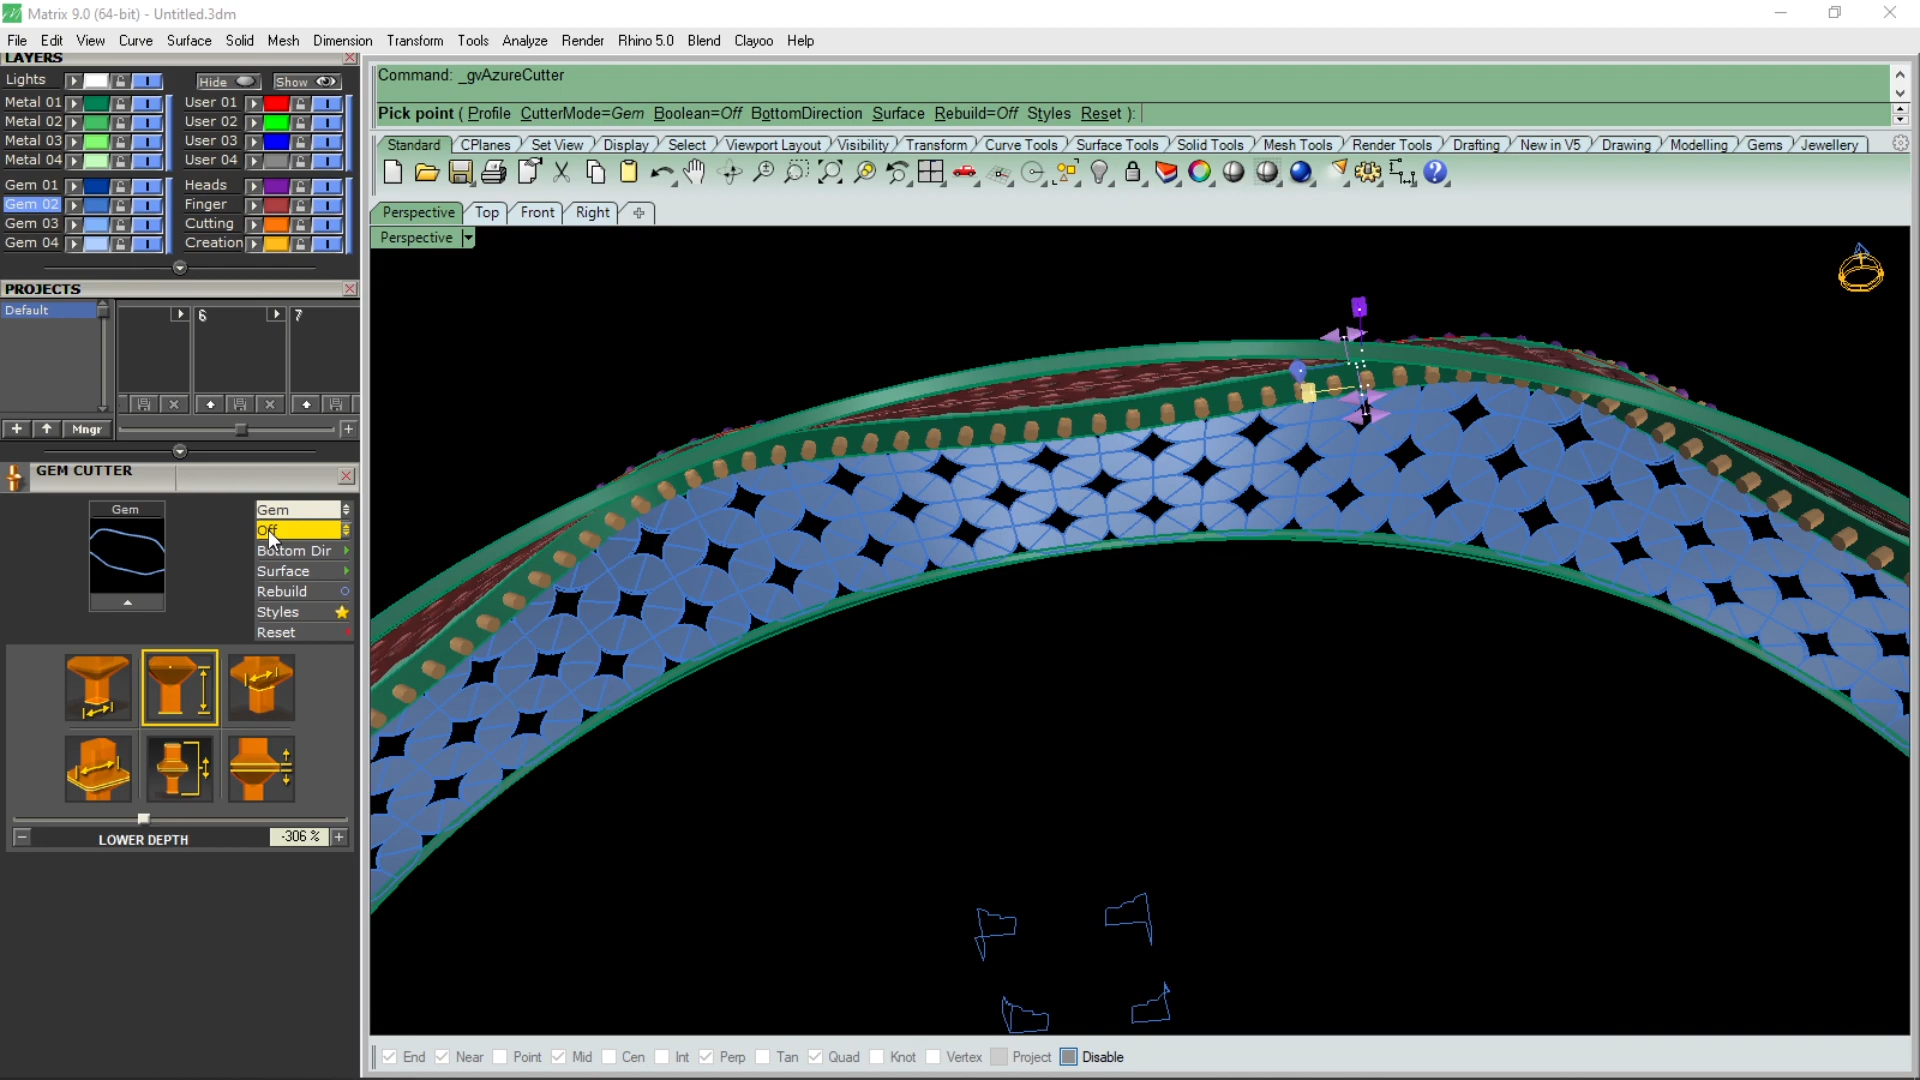 Matrix 9.0 (64-bit) - Untitled.3dm
File Edit View Curve Surface Solid Mesh Dimension Transform Tools Analyze Render Rhino 5.0 Blend Clayoo Help
LAYERS
Lights Hide Show
Metal 01 User 01
Metal 02 User 02
Metal 03 User 03
Metal 04 User 04
Gem 01 Heads
Gem 02 Finger
Gem 03 Cutting
Gem 04 Creation
PROJECTS
Default 6 7
Mngr
GEM CUTTER
Gem Gem
Off
Bottom Dir
Surface
Rebuild
Styles
Reset
LOWER DEPTH -306 %
Command: _gvAzureCutter
Pick point ( Profile CutterMode=Gem Boolean=Off BottomDirection Surface Rebuild=Off Styles Reset ):
Standard CPlanes Set View Display Select Viewport Layout Visibility Transform Curve Tools Surface Tools Solid Tools Mesh Tools Render Tools Drafting New in V5 Drawing Modelling Gems Jewellery
Perspective Top Front Right
Perspective
End Near Point Mid Cen Int Perp Tan Quad Knot Vertex Project Disable